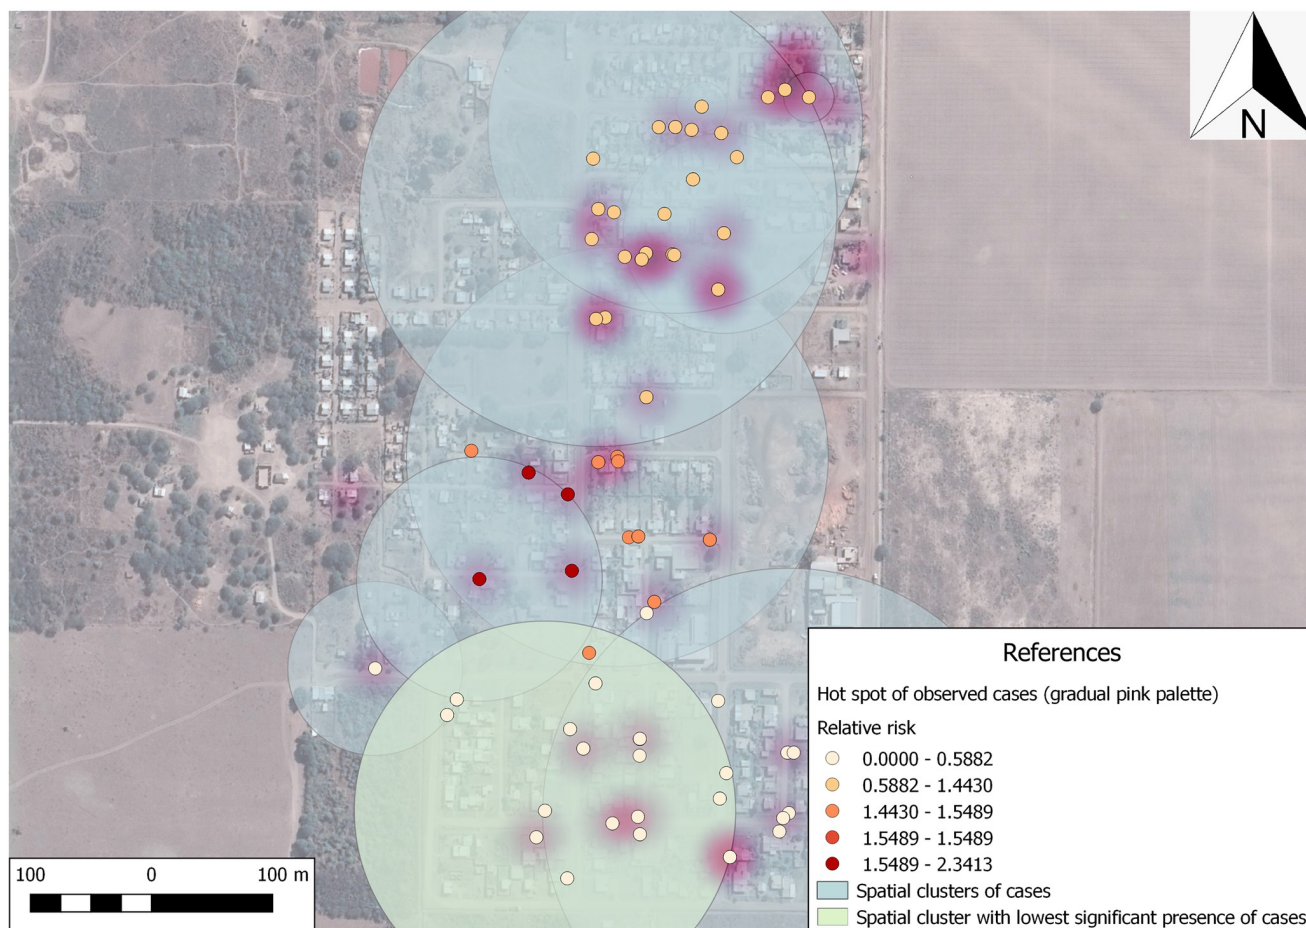 N
References
Hot spot of observed cases (gradual pink palette)
Relative risk
0.0000 - 0.5882
0.5882 - 1.4430
1.4430 - 1.5489
1.5489 - 1.5489
1.5489 - 2.3413
Spatial clusters of cases
Spatial cluster with lowest significant presence of cases
100 0 100 m